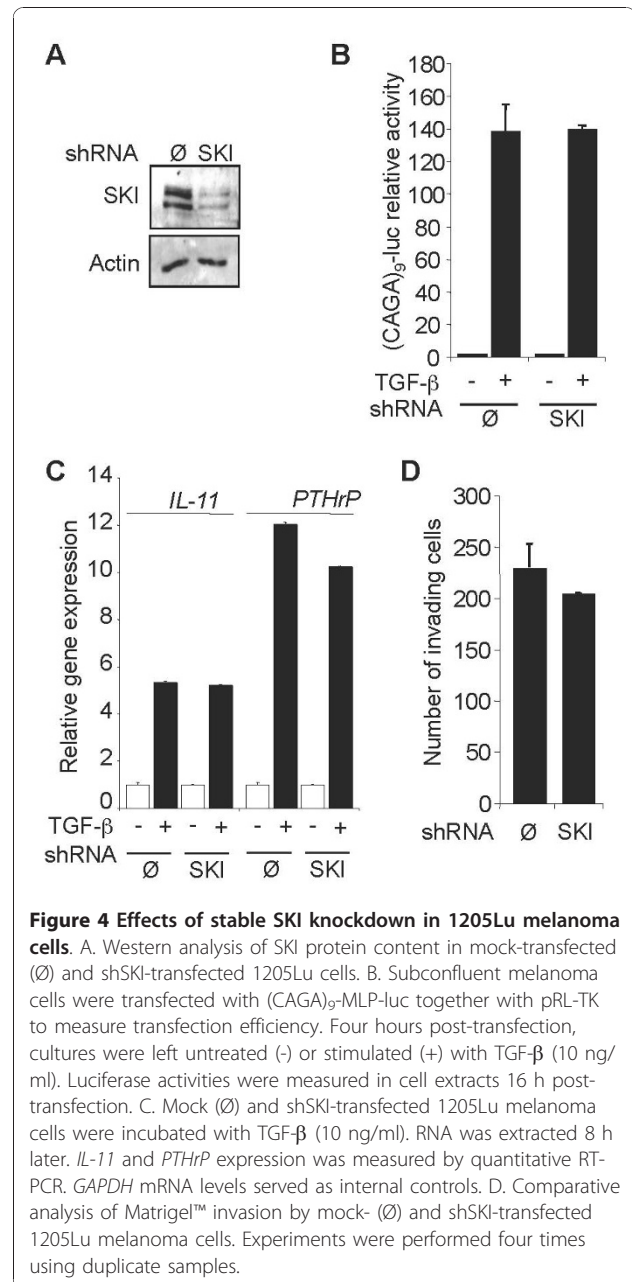 A
shRNA Ø SKI
SKI
Actin
B
(CAGA)9-luc relative activity
180
160
140
120
100
80
60
40
20
0
TGF-β - + - +
shRNA Ø SKI
C
Relative gene expression
14
12
10
8
6
4
2
0
IL-11 PTHrP
TGF-β - + - + - + - +
shRNA Ø SKI Ø SKI
D
Number of invading cells
300
250
200
150
100
50
0
shRNA Ø SKI
Figure 4 Effects of stable SKI knockdown in 1205Lu melanoma
cells. A. Western analysis of SKI protein content in mock-transfected
(Ø) and shSKI-transfected 1205Lu cells. B. Subconfluent melanoma
cells were transfected with (CAGA)9-MLP-luc together with pRL-TK
to measure transfection efficiency. Four hours post-transfection,
cultures were left untreated (-) or stimulated (+) with TGF-β (10 ng/
ml). Luciferase activities were measured in cell extracts 16 h post-
transfection. C. Mock (Ø) and shSKI-transfected 1205Lu melanoma
cells were incubated with TGF-β (10 ng/ml). RNA was extracted 8 h
later. IL-11 and PTHrP expression was measured by quantitative RT-
PCR. GAPDH mRNA levels served as internal controls. D. Comparative
analysis of Matrigel™ invasion by mock- (Ø) and shSKI-transfected
1205Lu melanoma cells. Experiments were performed four times
using duplicate samples.